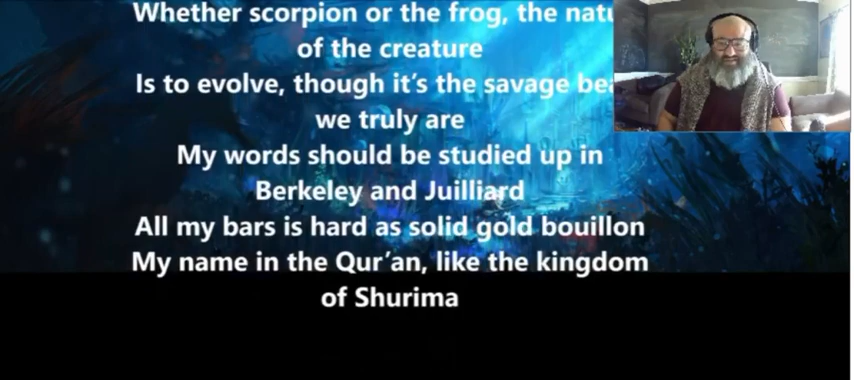 Whether scorpion or the frog, the
of the creature
Is to evolve, though it's the savage
we truly are
My words should be studied up in
Berkeley and Juilliard
All my bars is hard as solid gold bouillon
My name in the Qur'an, like the kingdom
of Shurima